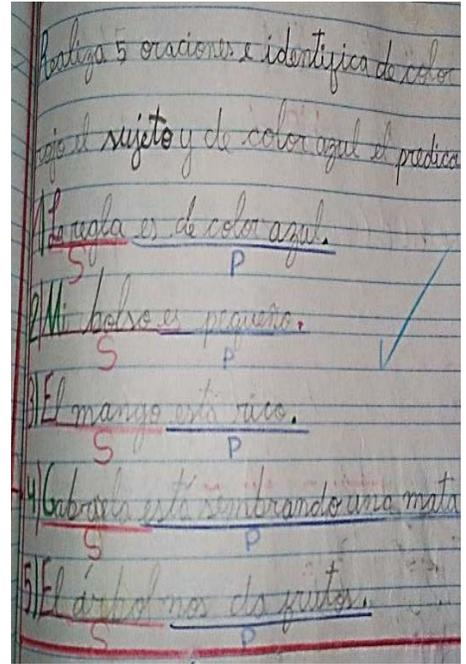 Realiza 5 oraciones e identifica de color
rojo el sujeto y de color azul el predica
1) La regla es de color azul.
S P
2) Mi bolso es pequeño.
S P
3) El mango está rico.
S P
4) Gabriela está sembrando una mata
S P
5) El árbol nos da frutos.
S P